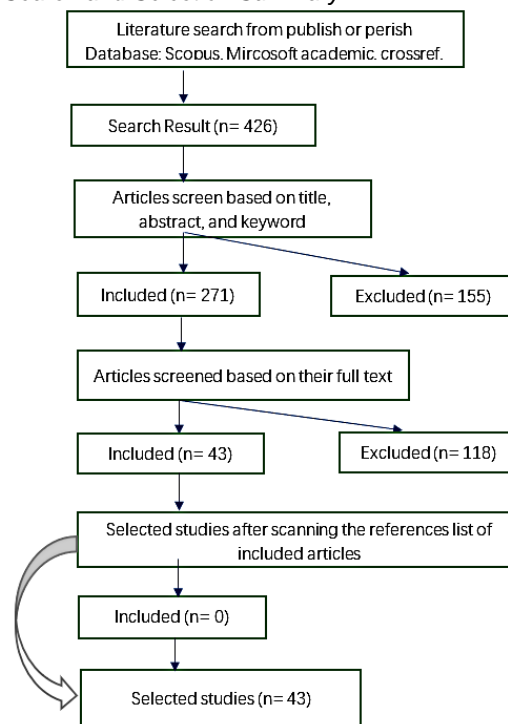 Literature search from publish or perish
Database: Scopus, Mircosoft academic, crossref.
Search Result (n= 426)
Articles screen based on title,
abstract, and keyword
Included (n= 271)
Excluded (n= 155)
Articles screened based on their full text
Included (n= 43)
Excluded (n= 118)
Selected studies after scanning the references list of
included articles
Included (n= 0)
Selected studies (n= 43)